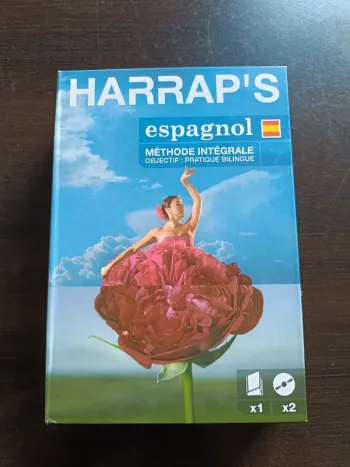 HARRAP'S
espagnol
MÉTHODE INTÉGRALE
OBJECTIF : PRATIQUE BILINGUE
x1 x2